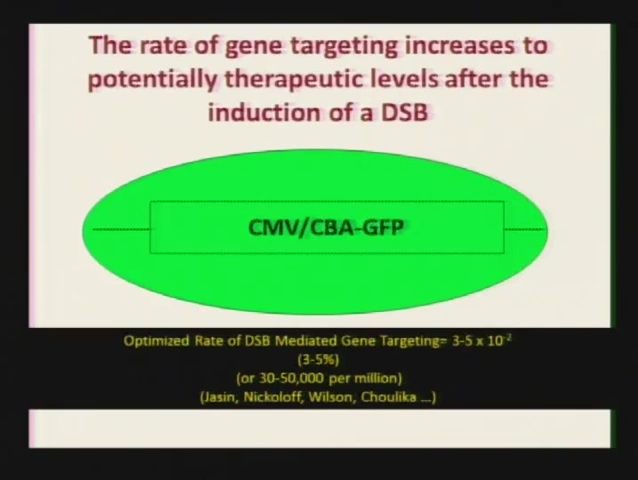 The rate of gene targeting increases to
potentially therapeutic levels after the
induction of a DSB
CMV/CBA-GFP
Optimized Rate of DSB Mediated Gene Targeting= 3-5 x 10⁻²
(3-5%)
(or 30-50,000 per million)
(Jasin, Nickoloff, Wilson, Choulika ...)